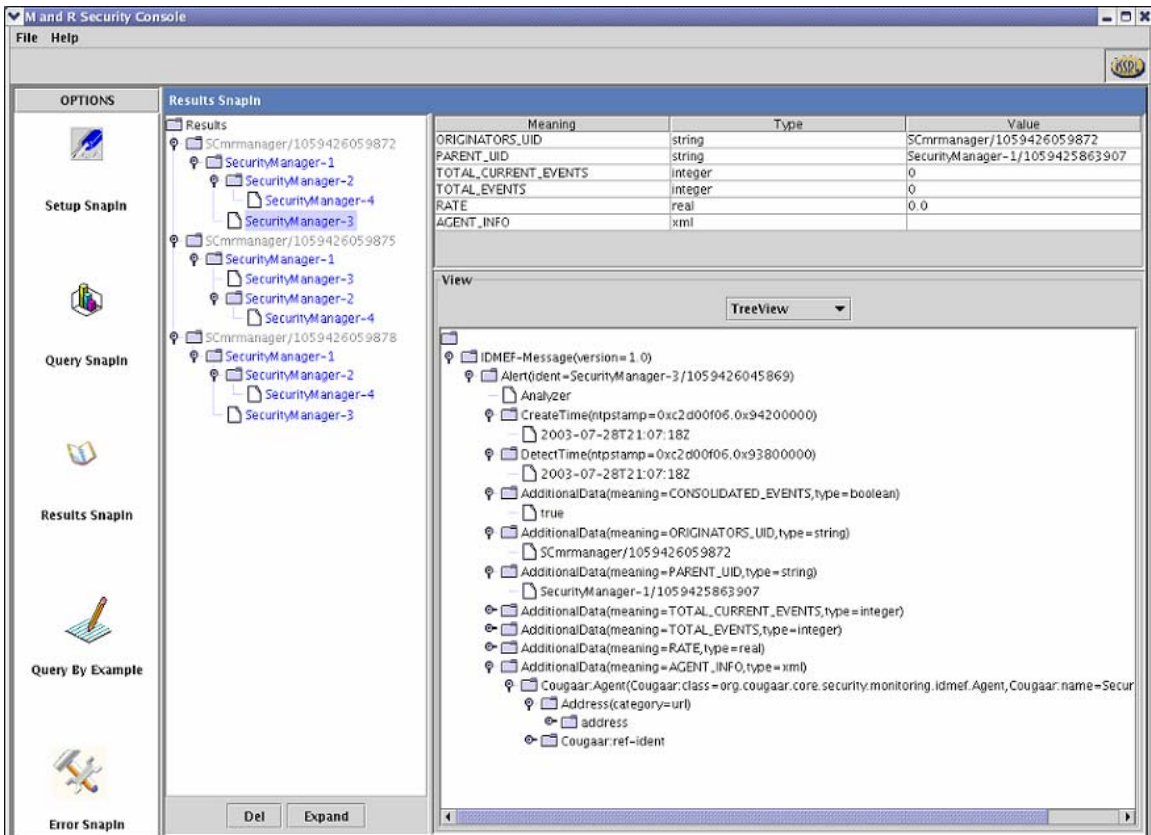 M and R Security Console
File Help
OPTIONS
Setup SnapIn
Query SnapIn
Results SnapIn
Query By Example
Error SnapIn
Results SnapIn
Results
SCmrmanager/1059426059872
SecurityManager-1
SecurityManager-2
SecurityManager-4
SecurityManager-3
SCmrmanager/1059426059875
SecurityManager-1
SecurityManager-3
SecurityManager-2
SecurityManager-4
SCmrmanager/1059426059878
SecurityManager-1
SecurityManager-2
SecurityManager-4
SecurityManager-3
Del Expand
Meaning Type Value
ORIGINATORS_UID string SCmrmanager/1059426059872
PARENT_UID string SecurityManager-1/1059425863907
TOTAL_CURRENT_EVENTS integer 0
TOTAL_EVENTS integer 0
RATE real 0.0
AGENT_INFO xml
View
TreeView
IDMEF-Message(version=1.0)
Alert(ident=SecurityManager-3/1059426045869)
Analyzer
CreateTime(ntpstamp=0xc2d00f06.0x94200000)
2003-07-28T21:07:18Z
DetectTime(ntpstamp=0xc2d00f06.0x93800000)
2003-07-28T21:07:18Z
AdditionalData(meaning=CONSOLIDATED_EVENTS,type=boolean)
true
AdditionalData(meaning=ORIGINATORS_UID,type=string)
SCmrmanager/1059426059872
AdditionalData(meaning=PARENT_UID,type=string)
SecurityManager-1/1059425863907
AdditionalData(meaning=TOTAL_CURRENT_EVENTS,type=integer)
AdditionalData(meaning=TOTAL_EVENTS,type=integer)
AdditionalData(meaning=RATE,type=real)
AdditionalData(meaning=AGENT_INFO,type=xml)
Cougaar:Agent(Cougaar:class=org.cougaar.core.security.monitoring.idmef.Agent,Cougaar:name=Secur
Address(category=url)
address
Cougaar:ref-ident